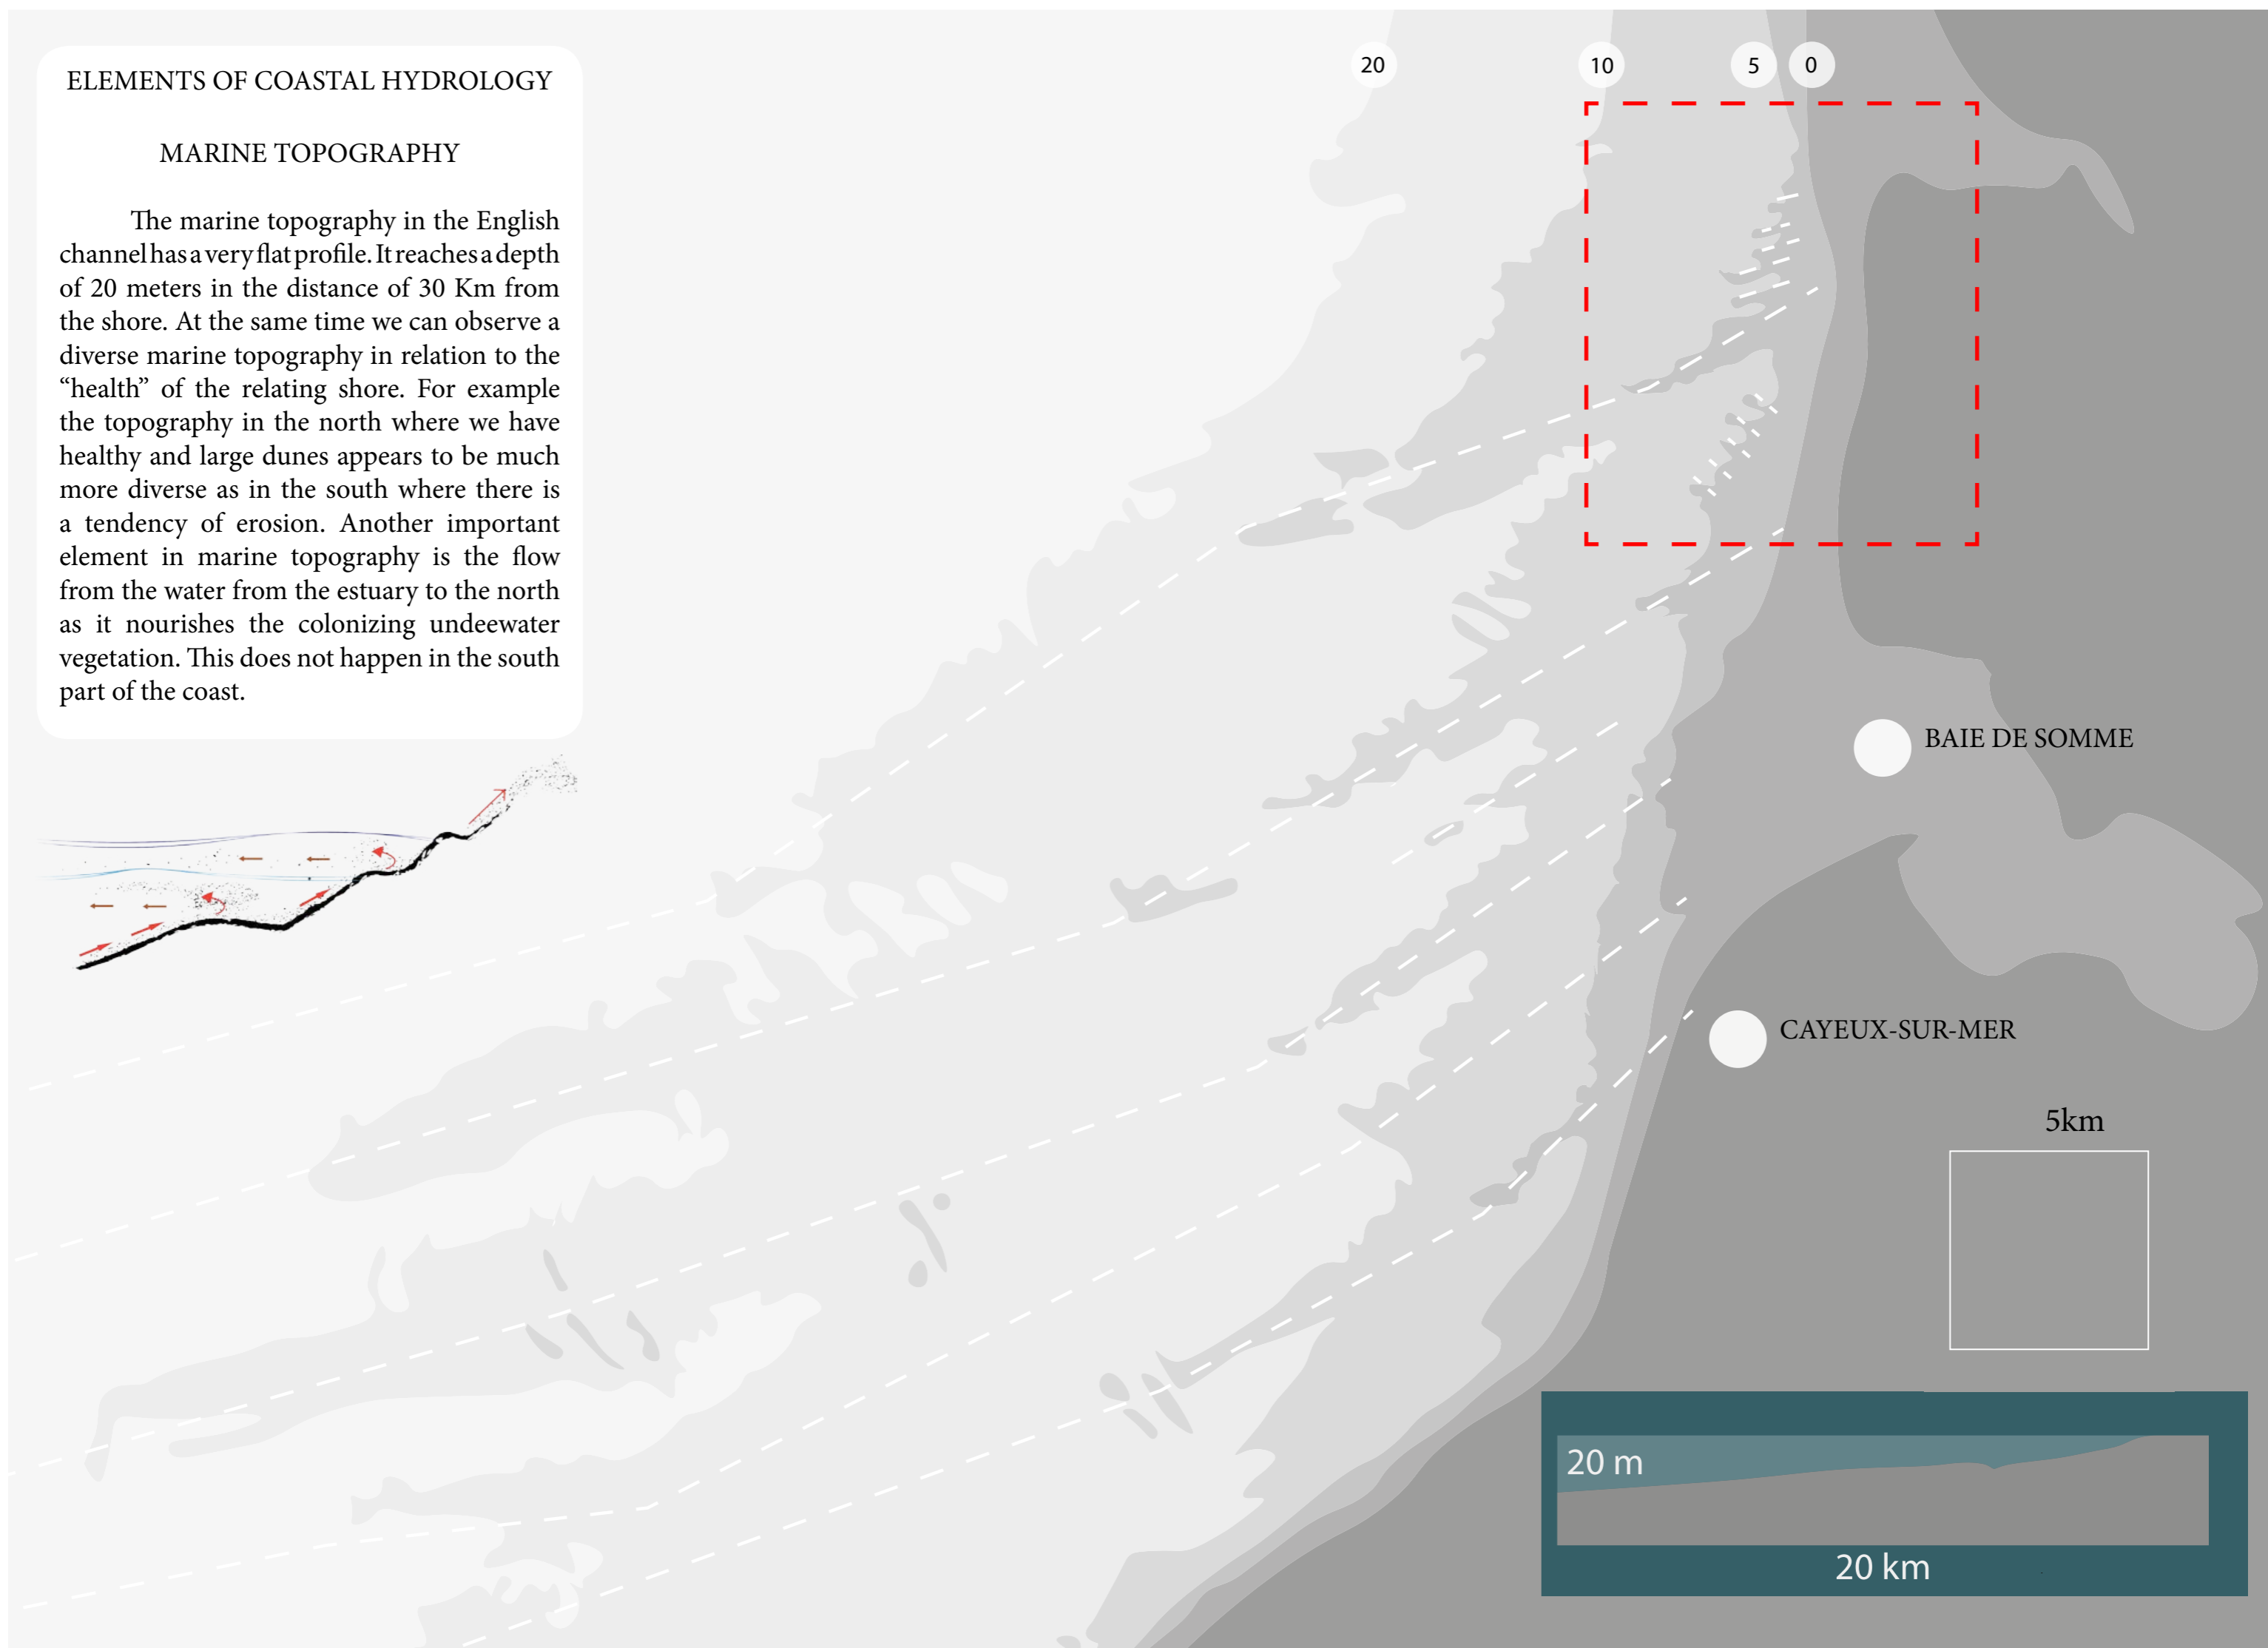 ELEMENTS OF COASTAL HYDROLOGY
MARINE TOPOGRAPHY
The marine topography in the English
channel has a very flat profile. It reaches a depth
of 20 meters in the distance of 30 Km from
the shore. At the same time we can observe a
diverse marine topography in relation to the
“health” of the relating shore. For example
the topography in the north where we have
healthy and large dunes appears to be much
more diverse as in the south where there is
a tendency of erosion. Another important
element in marine topography is the flow
from the water from the estuary to the north
as it nourishes the colonizing undeewater
vegetation. This does not happen in the south
part of the coast.
20
10
5
0
BAIE DE SOMME
CAYEUX-SUR-MER
5km
20 m
20 km